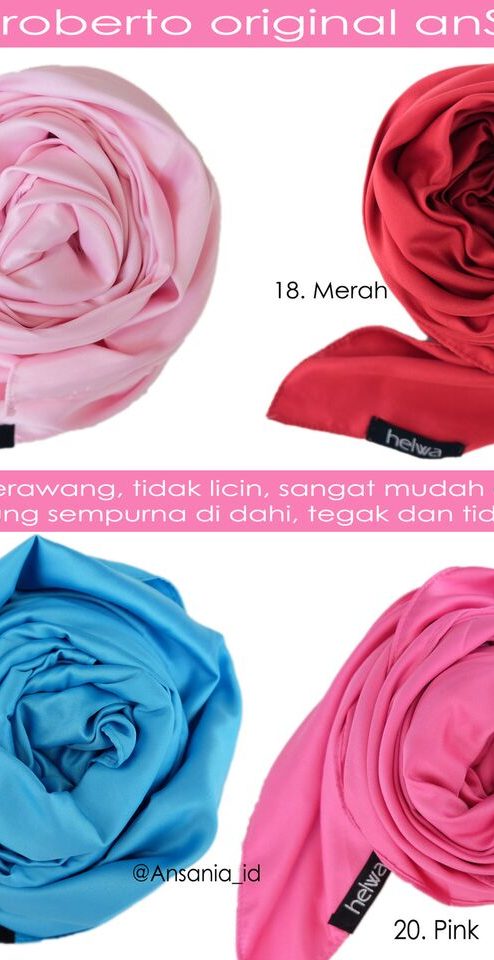 roberto original anS
18. Merah
helwa
erawang, tidak licin, sangat mudah
ung sempurna di dahi, tegak dan tid
@Ansania_id
helwa
20. Pink